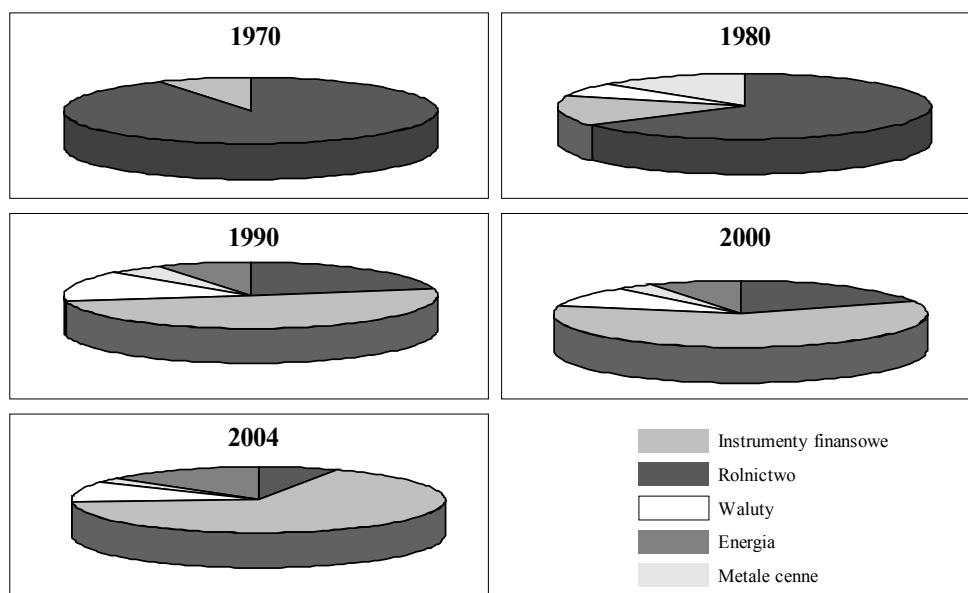 1970
1980
1990
2000
2004
Instrumenty finansowe
Rolnictwo
Waluty
Energia
Metale cenne